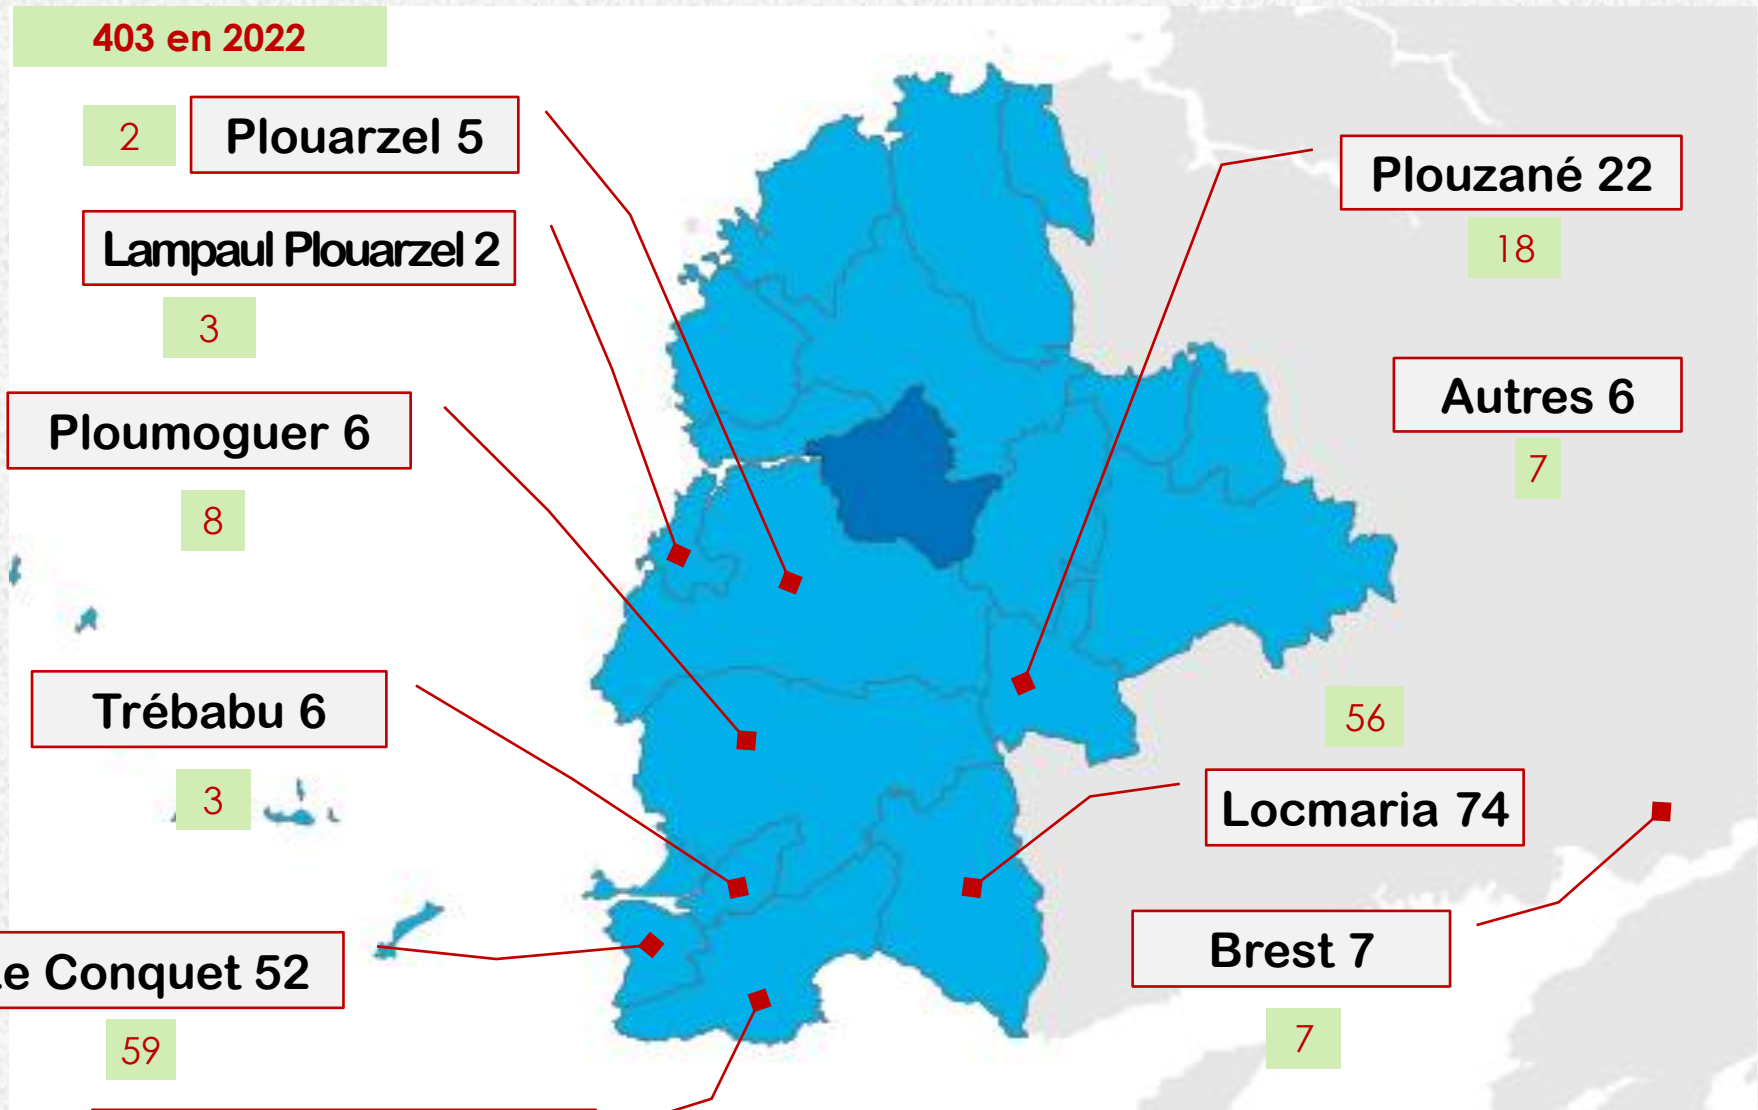 403 en 2022
2
Plouarzel 5
Plouzané 22
18
Lampaul Plouarzel 2
3
Autres 6
7
Ploumoguer 6
8
Trébabu 6
3
56
Locmaria 74
Brest 7
7
Le Conquet 52
59